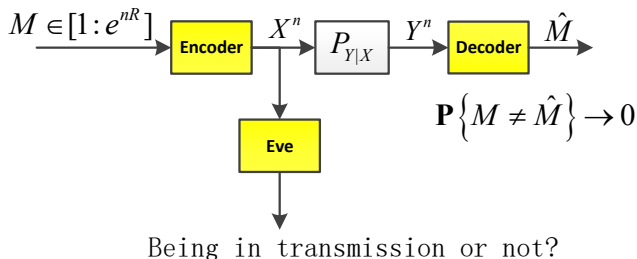 M ∈ [1 : e^{nR}]
Encoder
X^n
P_{Y|X}
Y^n
Decoder
M̂
P{M ≠ M̂} → 0
Eve
Being in transmission or not?